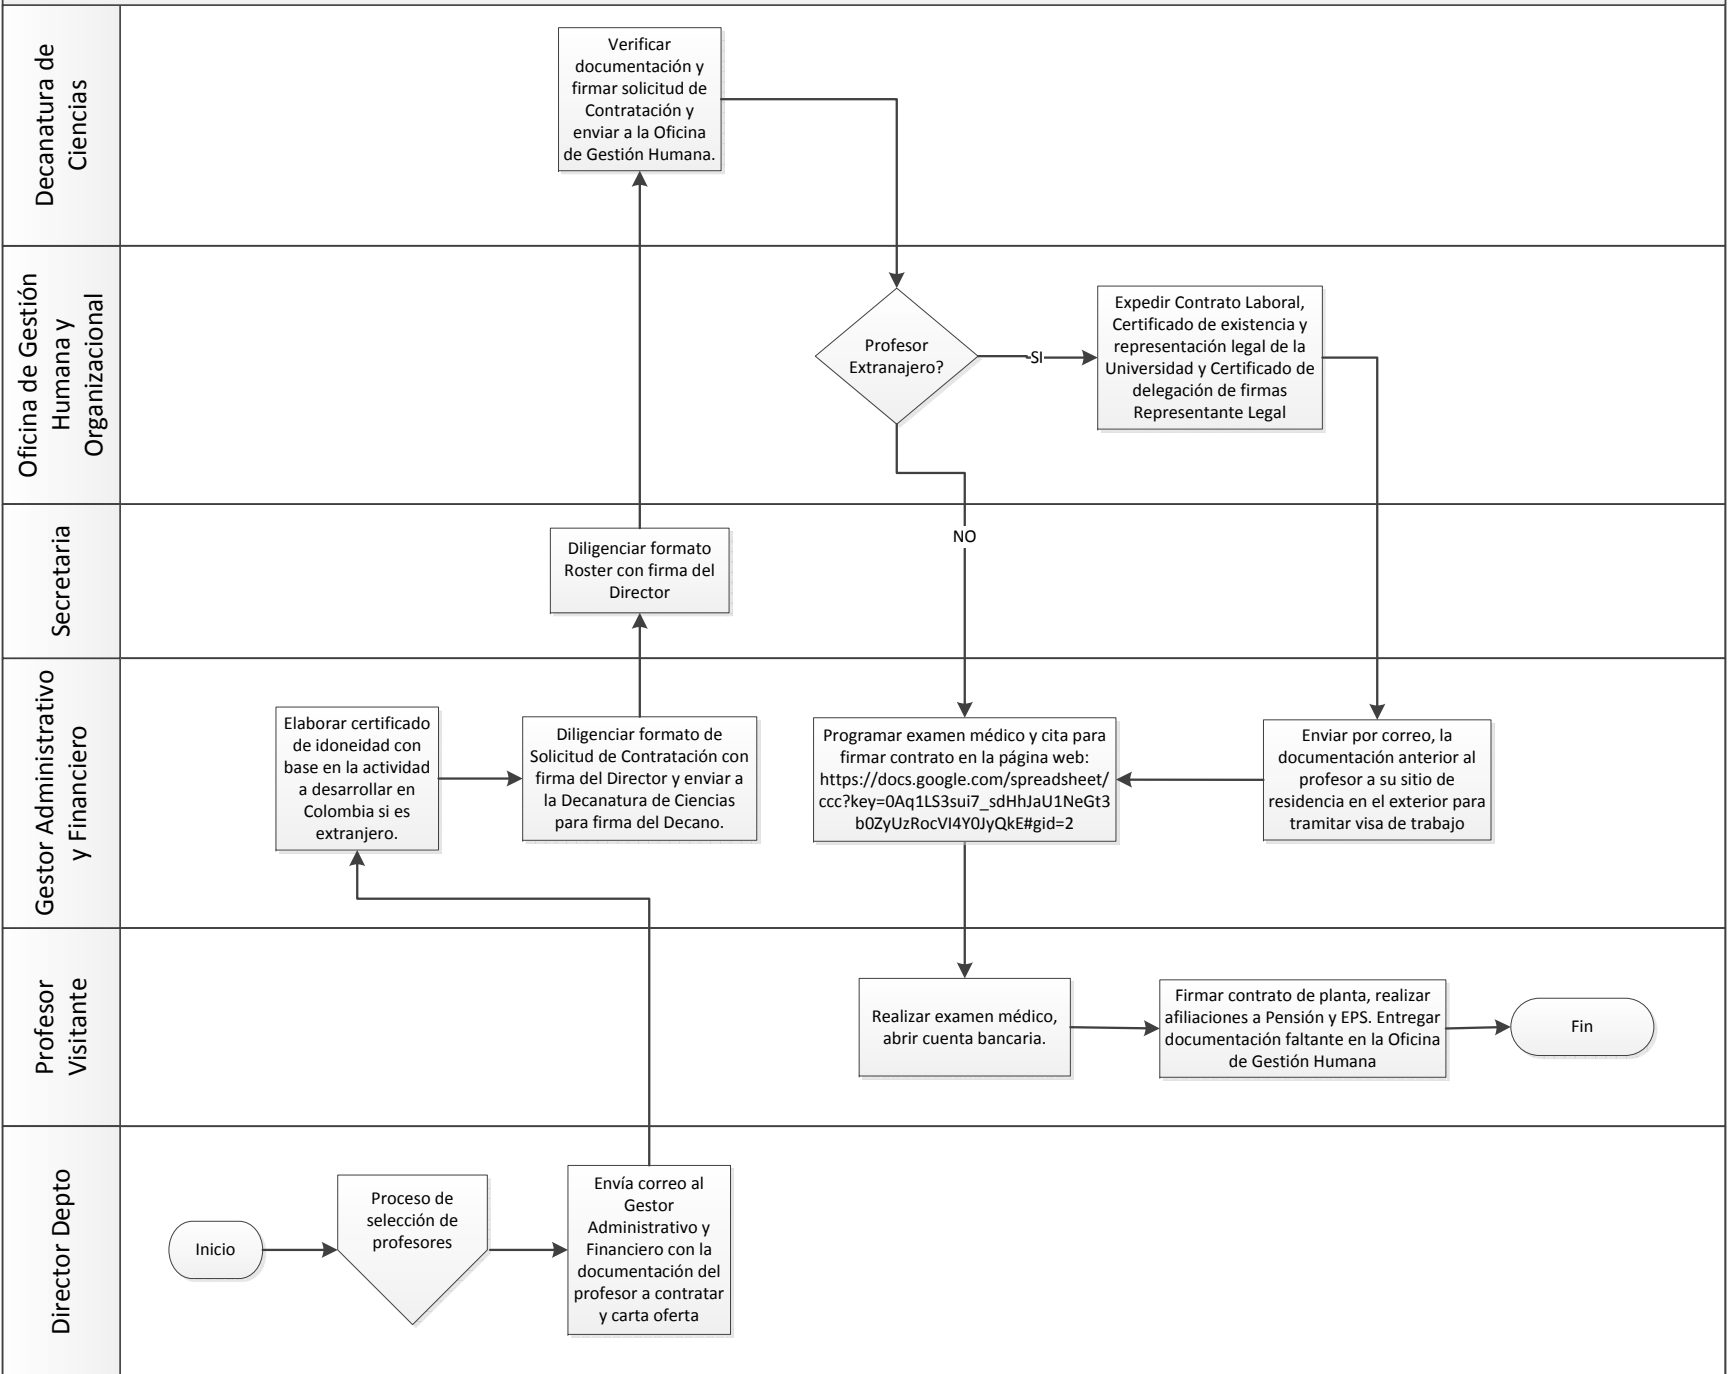 Decanatura de
Ciencias
Verificar
documentación y
firmar solicitud de
Contratación y
enviar a la Oficina
de Gestión Humana.
Oficina de Gestión
Humana y
Organizacional
Profesor
Extranajero?
SI
Expedir Contrato Laboral,
Certificado de existencia y
representación legal de la
Universidad y Certificado de
delegación de firmas
Representante Legal
Secretaria
Diligenciar formato
Roster con firma del
Director
NO
Gestor Administrativo
y Financiero
Elaborar certificado
de idoneidad con
base en la actividad
a desarrollar en
Colombia si es
extranjero.
Diligenciar formato de
Solicitud de Contratación con
firma del Director y enviar a
la Decanatura de Ciencias
para firma del Decano.
Programar examen médico y cita para
firmar contrato en la página web:
https://docs.google.com/spreadsheet/
ccc?key=0Aq1LS3sui7_sdHhJaU1NeGt3
b0ZyUzRocVI4Y0JyQkE#gid=2
Enviar por correo, la
documentación anterior al
profesor a su sitio de
residencia en el exterior para
tramitar visa de trabajo
Profesor
Visitante
Realizar examen médico,
abrir cuenta bancaria.
Firmar contrato de planta, realizar
afiliaciones a Pensión y EPS. Entregar
documentación faltante en la Oficina
de Gestión Humana
Fin
Director Depto
Inicio
Proceso de
selección de
profesores
Envía correo al
Gestor
Administrativo y
Financiero con la
documentación del
profesor a contratar
y carta oferta